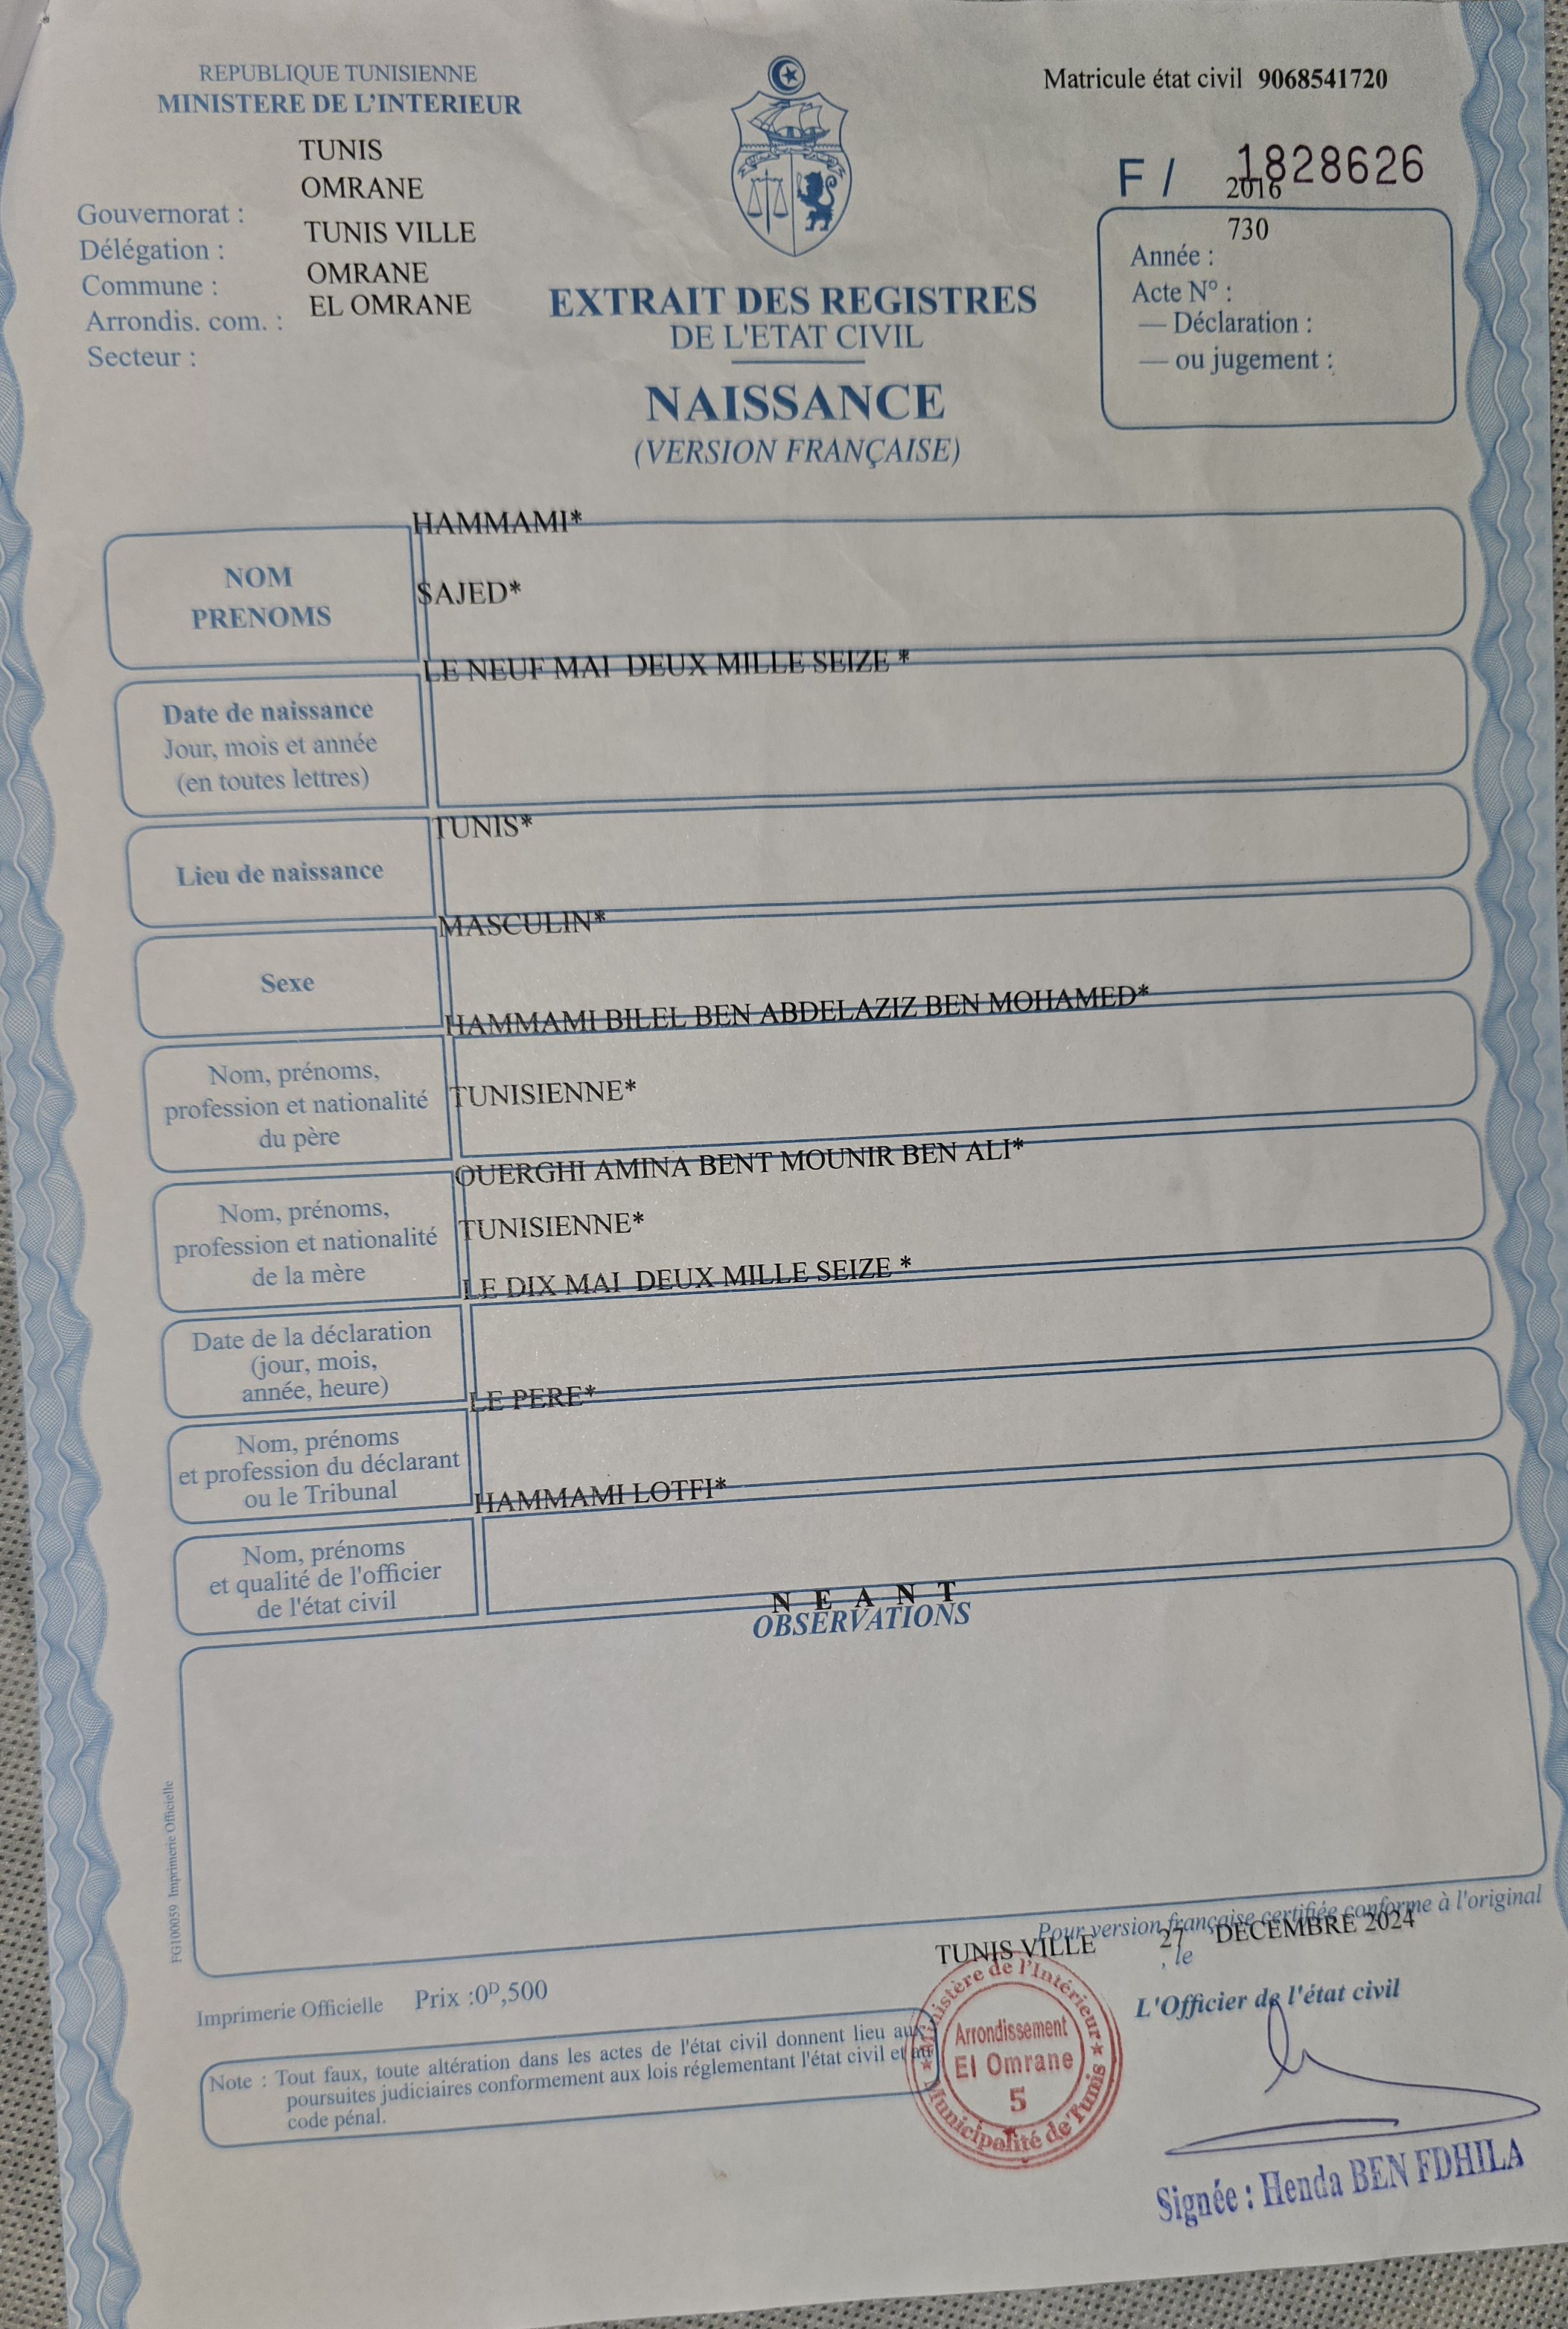 REPUBLIQUE TUNISIENNE
MINISTERE DE L'INTERIEUR
TUNIS
OMRANE
Gouvernorat :
TUNIS VILLE
Délégation :
OMRANE
Commune :
EL OMRANE
Arrondis. com. :
Secteur :
Matricule état civil 9068541720
F / 1828626
2016
730
Année :
Acte N° :
— Déclaration :
— ou jugement :
EXTRAIT DES REGISTRES
DE L'ETAT CIVIL
NAISSANCE
(VERSION FRANÇAISE)
HAMMAMI*
NOM
SAJED*
PRENOMS
LE NEUF MAI DEUX MILLE SEIZE *
Date de naissance
Jour, mois et année
(en toutes lettres)
TUNIS*
Lieu de naissance
MASCULIN*
Sexe
HAMMAMI BILEL BEN ABDELAZIZ BEN MOHAMED*
Nom, prénoms,
profession et nationalité
du père
TUNISIENNE*
OUERGHI AMINA BENT MOUNIR BEN ALI*
Nom, prénoms,
profession et nationalité
de la mère
TUNISIENNE*
LE DIX MAI DEUX MILLE SEIZE *
Date de la déclaration
(jour, mois,
année, heure)
LE PERE*
Nom, prénoms
et profession du déclarant
ou le Tribunal
HAMMAMI LOTFI*
Nom, prénoms
et qualité de l'officier
de l'état civil
N E A N T
OBSERVATIONS
FG100059 Imprimerie Officielle
Pour version française certifiée conforme à l'original
TUNIS VILLE , le 27 DECEMBRE 2024
L'Officier de l'état civil
Imprimerie Officielle Prix :0D,500
Note : Tout faux, toute altération dans les actes de l'état civil donnent lieu aux
poursuites judiciaires conformement aux lois réglementant l'état civil et au
code pénal.
Ministère de l'Intérieur
Arrondissement
El Omrane
5
Municipalité de Tunis
Signée : Henda BEN FDHILA